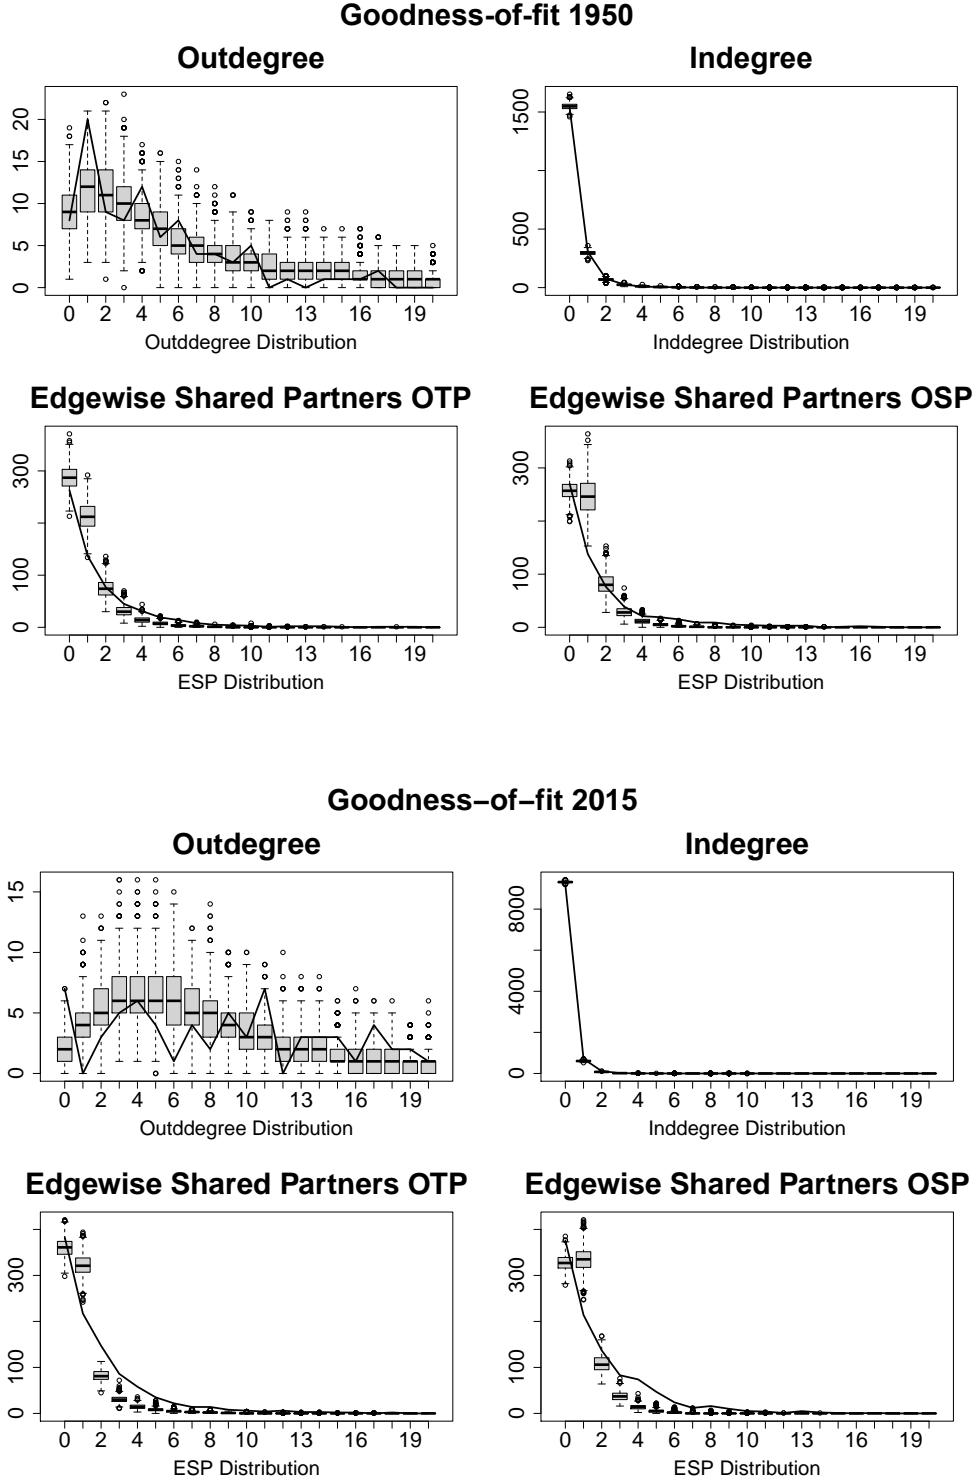 Goodness-of-fit 1950
Outdegree
Indegree
20
15
10
5
0
0 2 4 6 8 10 13 16 19
Outddegree Distribution
1500
500
0
0 2 4 6 8 10 13 16 19
Inddegree Distribution
Edgewise Shared Partners OTP
Edgewise Shared Partners OSP
300
100
0
0 2 4 6 8 10 13 16 19
ESP Distribution
300
100
0
0 2 4 6 8 10 13 16 19
ESP Distribution
Goodness−of−fit 2015
Outdegree
Indegree
15
10
5
0
0 2 4 6 8 10 13 16 19
Outddegree Distribution
8000
4000
0
0 2 4 6 8 10 13 16 19
Inddegree Distribution
Edgewise Shared Partners OTP
Edgewise Shared Partners OSP
300
100
0
0 2 4 6 8 10 13 16 19
ESP Distribution
300
100
0
0 2 4 6 8 10 13 16 19
ESP Distribution